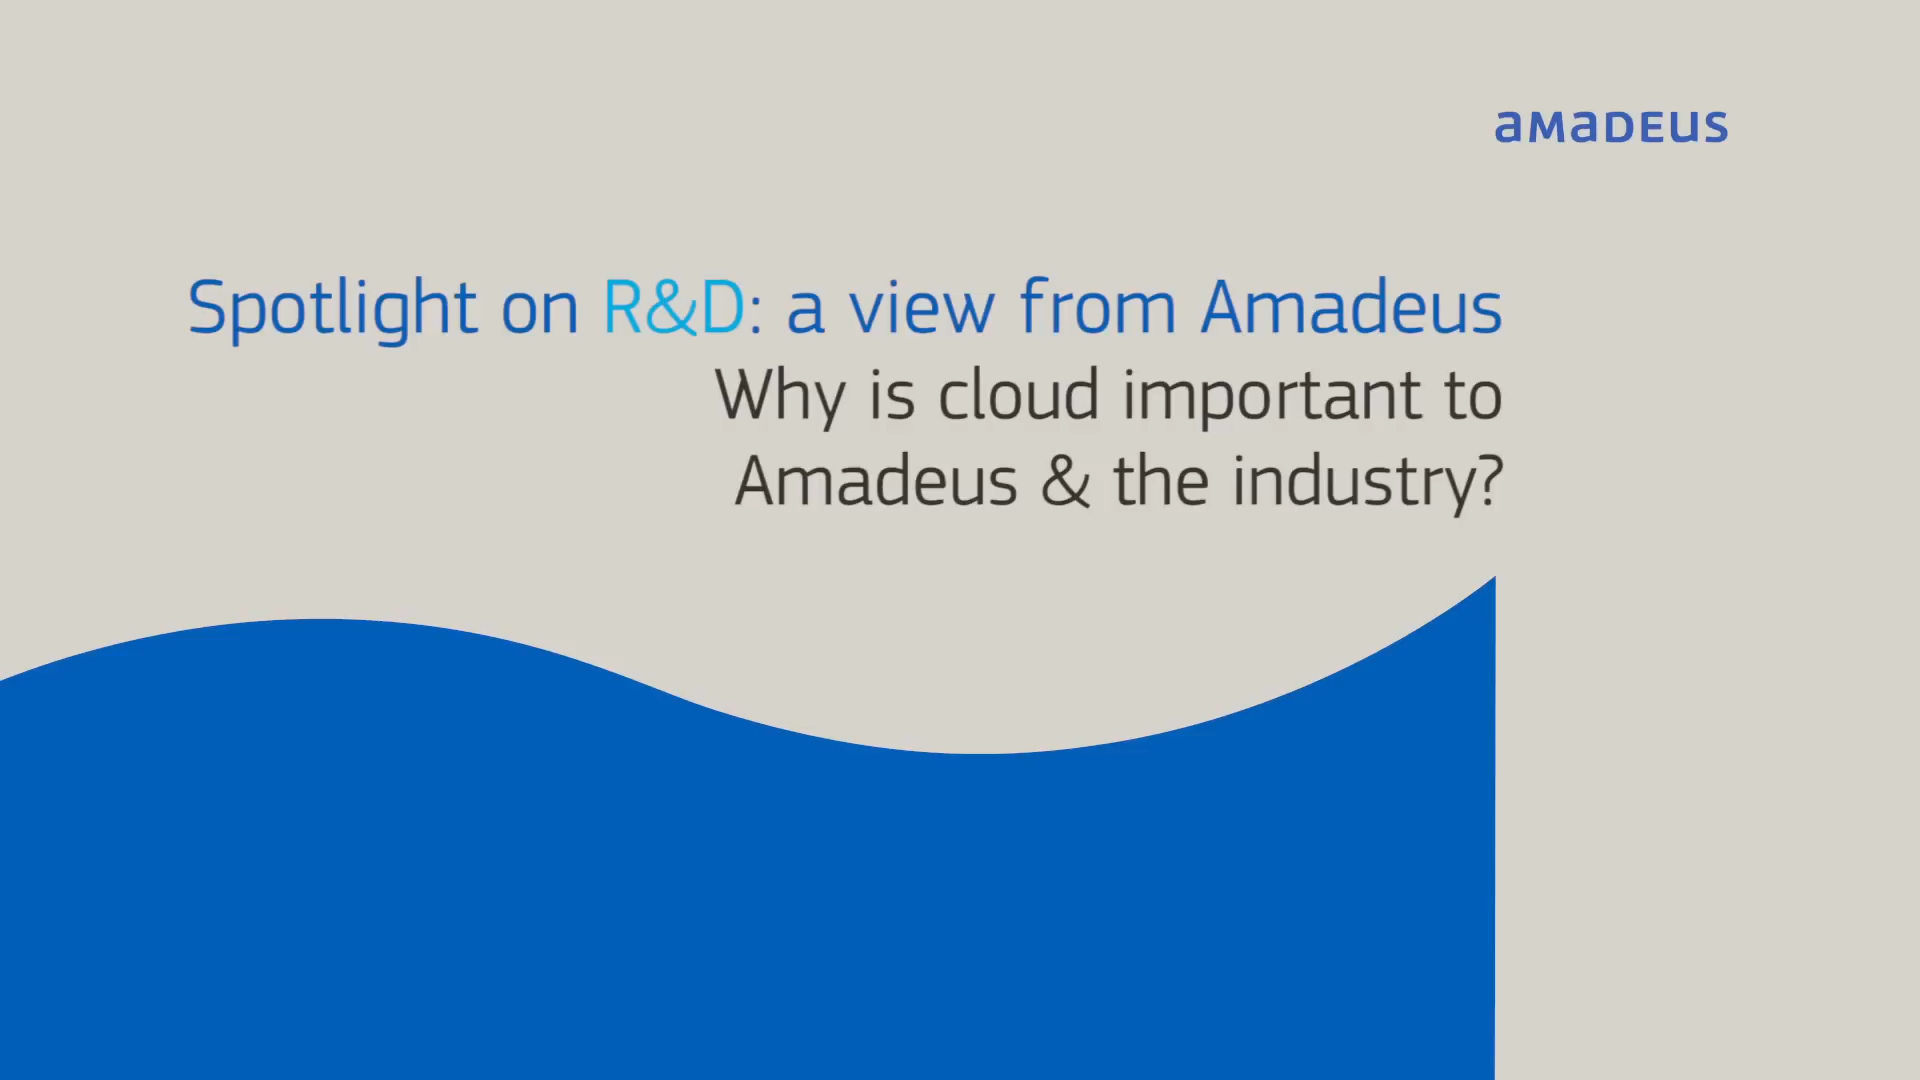 amadeus
Spotlight on R&D: a view from Amadeus
Why is cloud important to
Amadeus & the industry?